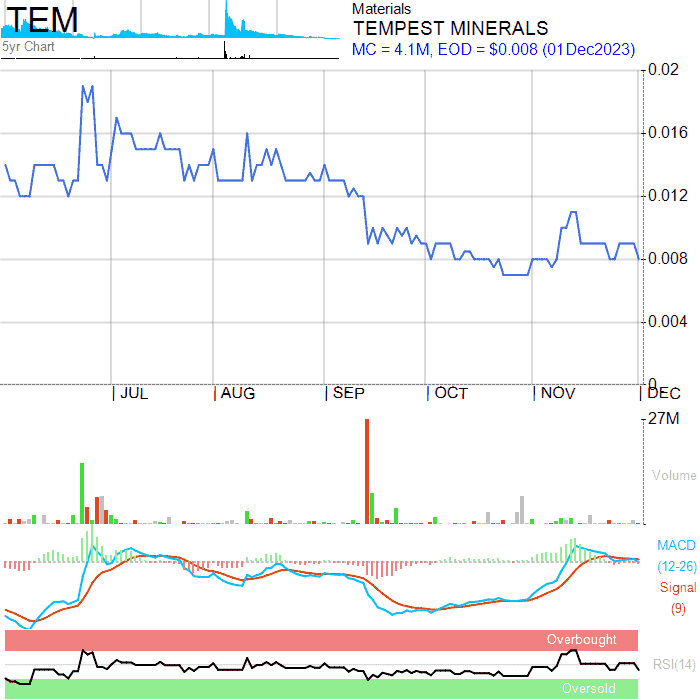 TEM
5yr Chart
Materials
TEMPEST MINERALS
MC = 4.1M, EOD = $0.008 (01Dec2023)
0.02
0.016
0.012
0.008
0.004
0
JUL AUG SEP OCT NOV DEC
27M
Volume
MACD
(12-26)
Signal
(9)
Overbought
RSI(14)
Oversold